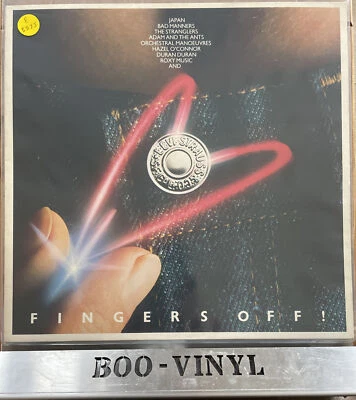 JAPAN
BAD MANNERS
THE STRANGLERS
ADAM AND THE ANTS
ORCHESTRAL MANOEUVRES
HAZEL O'CONNOR
DURAN DURAN
ROXY MUSIC
AND
LEVI STRAUSS
FINGERS OFF!
BOO-VINYL